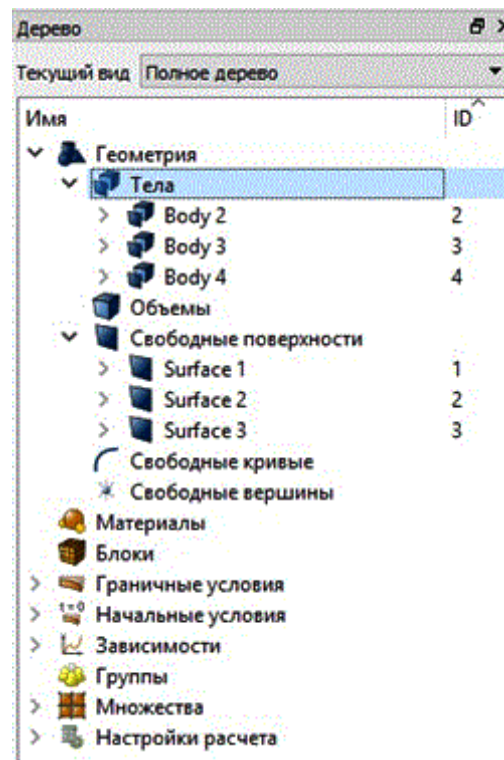 Дерево
Текущий вид Полное дерево
Имя ID
Геометрия
Тела
Body 2 2
Body 3 3
Body 4 4
Объемы
Свободные поверхности
Surface 1 1
Surface 2 2
Surface 3 3
Свободные кривые
Свободные вершины
Материалы
Блоки
Граничные условия
t=0 Начальные условия
Зависимости
Группы
Множества
Настройки расчета